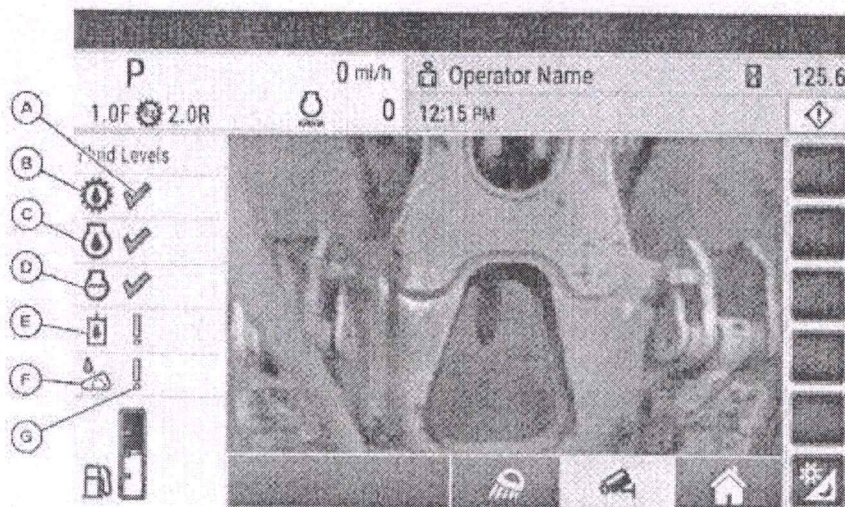 P
0 mi/h
Operator Name
125.6
1.0F 2.0R
0
12:15 PM
Fluid Levels
A
B
C
D
E
F
G